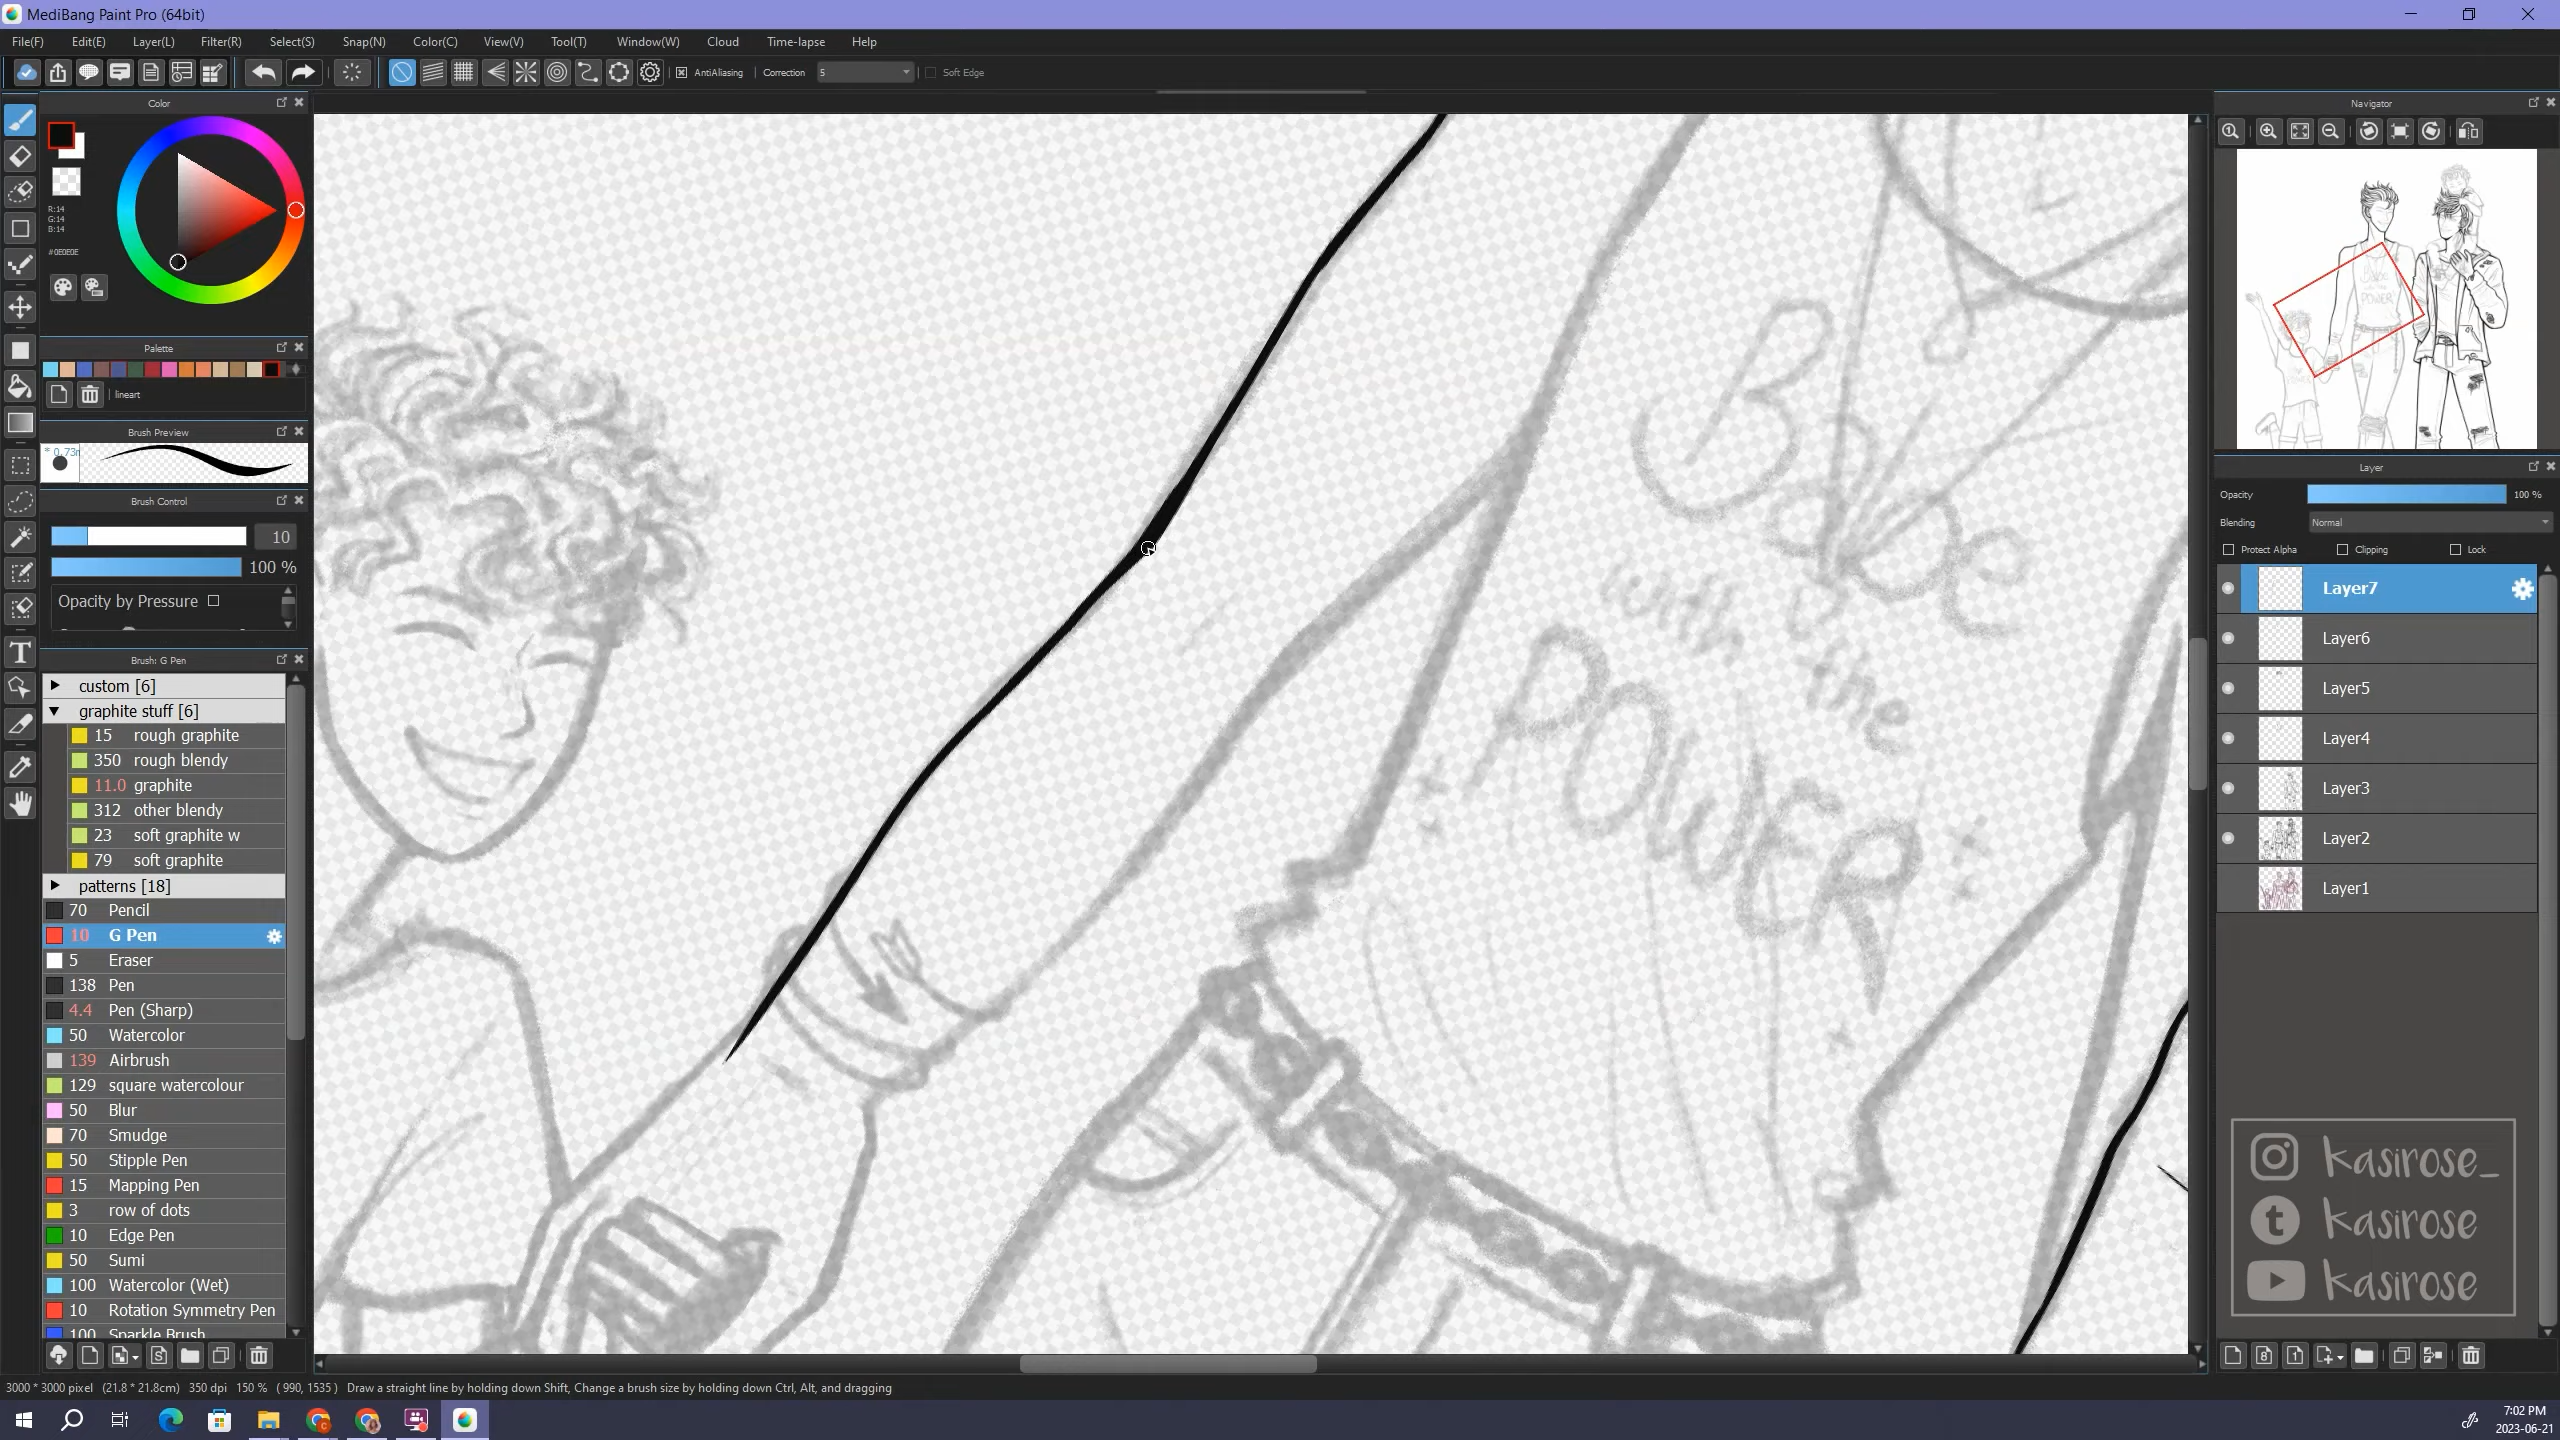 MediBang Paint Pro (64bit)
File(F) Edit(E) Layer(L) Filter(R) Select(S) Snap(N) Color(C) View(V) Tool(T) Window(W) Cloud Time-lapse Help
AntiAliasing Correction 5 Soft Edge
Color
R:14
G:14
B:14
#0E0E0E
Palette
lineart
Brush Preview
Brush Control
10
100 %
Opacity by Pressure
Brush: G Pen
custom [6]
graphite stuff [6]
15 rough graphite
350 rough blendy
11.0 graphite
312 other blendy
23 soft graphite w
79 soft graphite
patterns [18]
70 Pencil
10 G Pen
5 Eraser
138 Pen
4.4 Pen (Sharp)
50 Watercolor
139 Airbrush
129 square watercolour
50 Blur
70 Smudge
50 Stipple Pen
15 Mapping Pen
3 row of dots
10 Edge Pen
50 Sumi
100 Watercolor (Wet)
10 Rotation Symmetry Pen
100 Sparkle Brush
Babe
with the
POWER
Navigator
Layer
Opacity 100 %
Blending Normal
Protect Alpha Clipping Lock
Layer7
Layer6
Layer5
Layer4
Layer3
Layer2
Layer1
kasirose_
kasirose
kasirose
3000 * 3000 pixel (21.8 * 21.8cm) 350 dpi 150 % ( 990, 1535 ) Draw a straight line by holding down Shift, Change a brush size by holding down Ctrl, Alt, and dragging
7:02 PM
2023-06-21